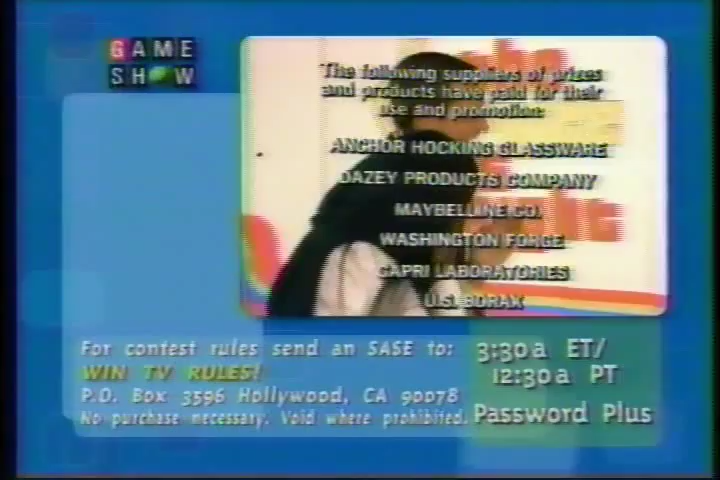 GAME
SHOW
The following suppliers of prizes
and products have paid for their
use and promotion:
ANCHOR HOCKING GLASSWARE
DAZEY PRODUCTS COMPANY
MAYBELLINE CO.
WASHINGTON FORGE
CAPRI LABORATORIES
U.S. BORAX
For contest rules send an SASE to:
WIN TV RULES!
P.O. Box 3596 Hollywood, CA 90078
No purchase necessary. Void where prohibited.
3:30a ET/
12:30a PT
Password Plus